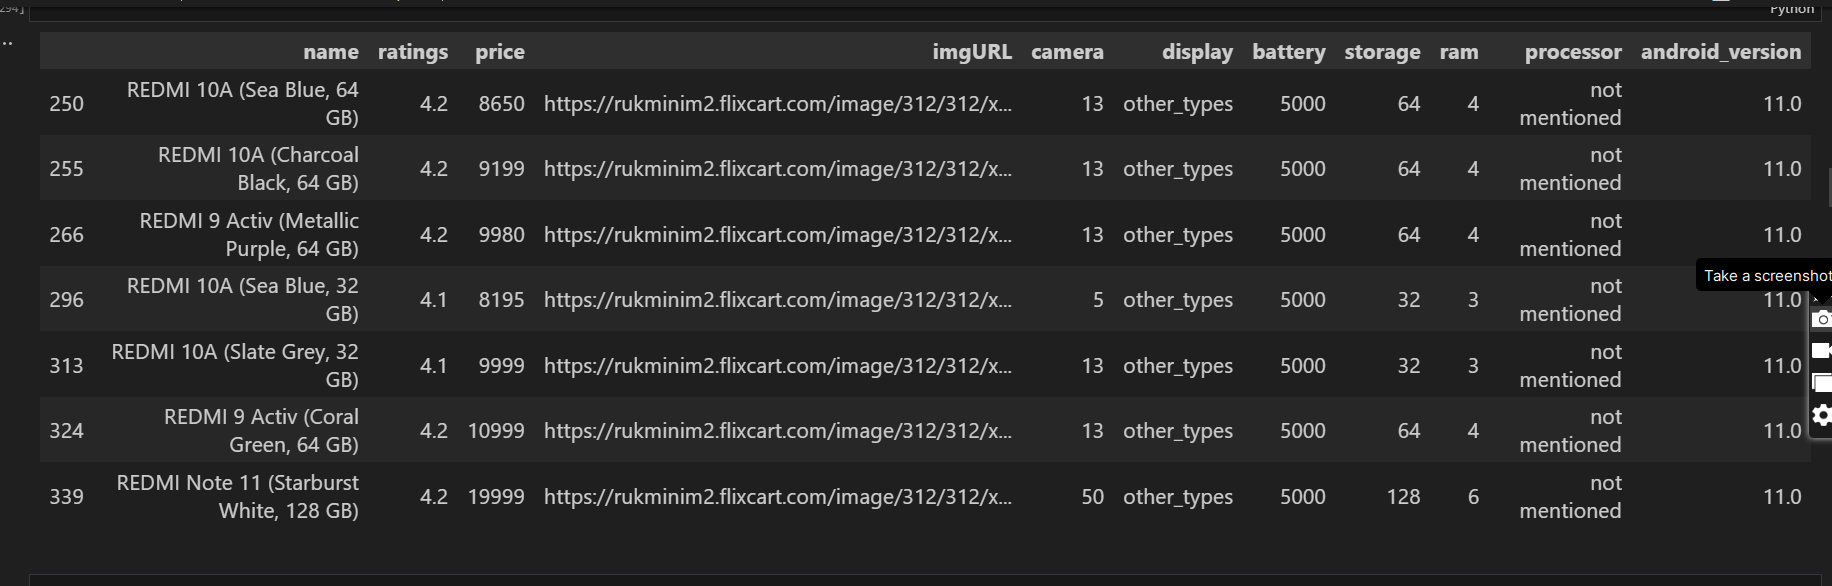 294]
Python
name ratings price imgURL camera display battery storage ram processor android_version
250 REDMI 10A (Sea Blue, 64 GB) 4.2 8650 https://rukminim2.flixcart.com/image/312/312/x... 13 other_types 5000 64 4 not mentioned 11.0
255 REDMI 10A (Charcoal Black, 64 GB) 4.2 9199 https://rukminim2.flixcart.com/image/312/312/x... 13 other_types 5000 64 4 not mentioned 11.0
266 REDMI 9 Activ (Metallic Purple, 64 GB) 4.2 9980 https://rukminim2.flixcart.com/image/312/312/x... 13 other_types 5000 64 4 not mentioned 11.0
Take a screenshot
296 REDMI 10A (Sea Blue, 32 GB) 4.1 8195 https://rukminim2.flixcart.com/image/312/312/x... 5 other_types 5000 32 3 not mentioned 11.0
313 REDMI 10A (Slate Grey, 32 GB) 4.1 9999 https://rukminim2.flixcart.com/image/312/312/x... 13 other_types 5000 32 3 not mentioned 11.0
324 REDMI 9 Activ (Coral Green, 64 GB) 4.2 10999 https://rukminim2.flixcart.com/image/312/312/x... 13 other_types 5000 64 4 not mentioned 11.0
339 REDMI Note 11 (Starburst White, 128 GB) 4.2 19999 https://rukminim2.flixcart.com/image/312/312/x... 50 other_types 5000 128 6 not mentioned 11.0